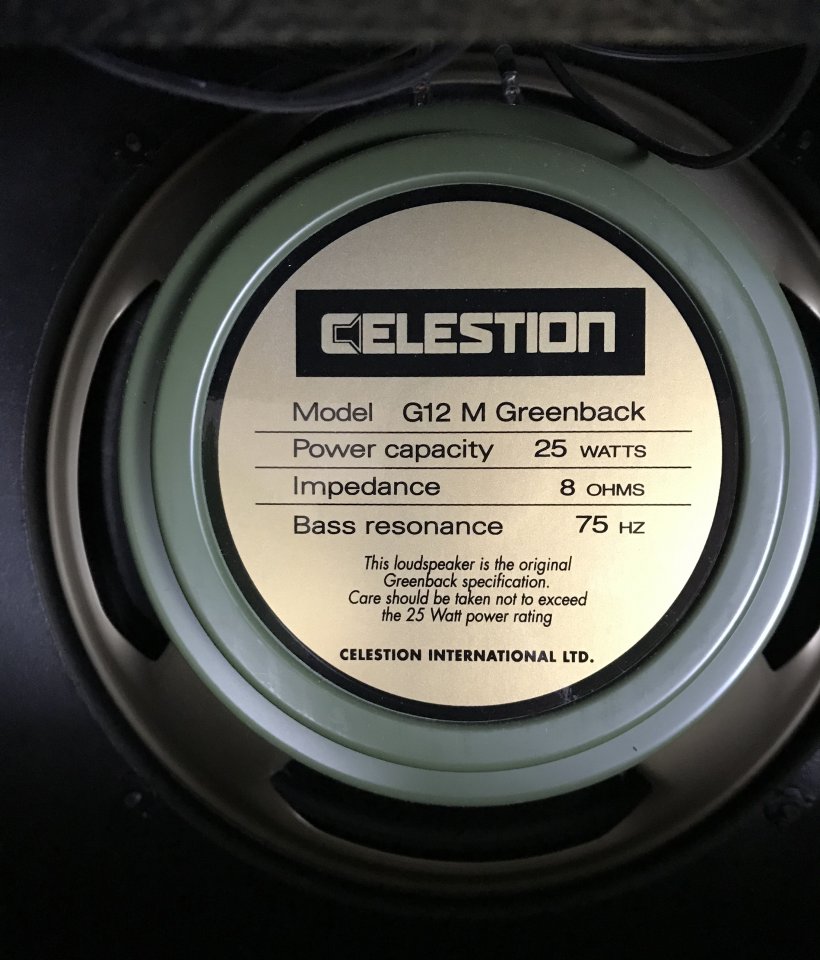 CELESTION
Model G12 M Greenback
Power capacity 25 WATTS
Impedance 8 OHMS
Bass resonance 75 HZ
This loudspeaker is the original
Greenback specification.
Care should be taken not to exceed
the 25 Watt power rating
CELESTION INTERNATIONAL LTD.